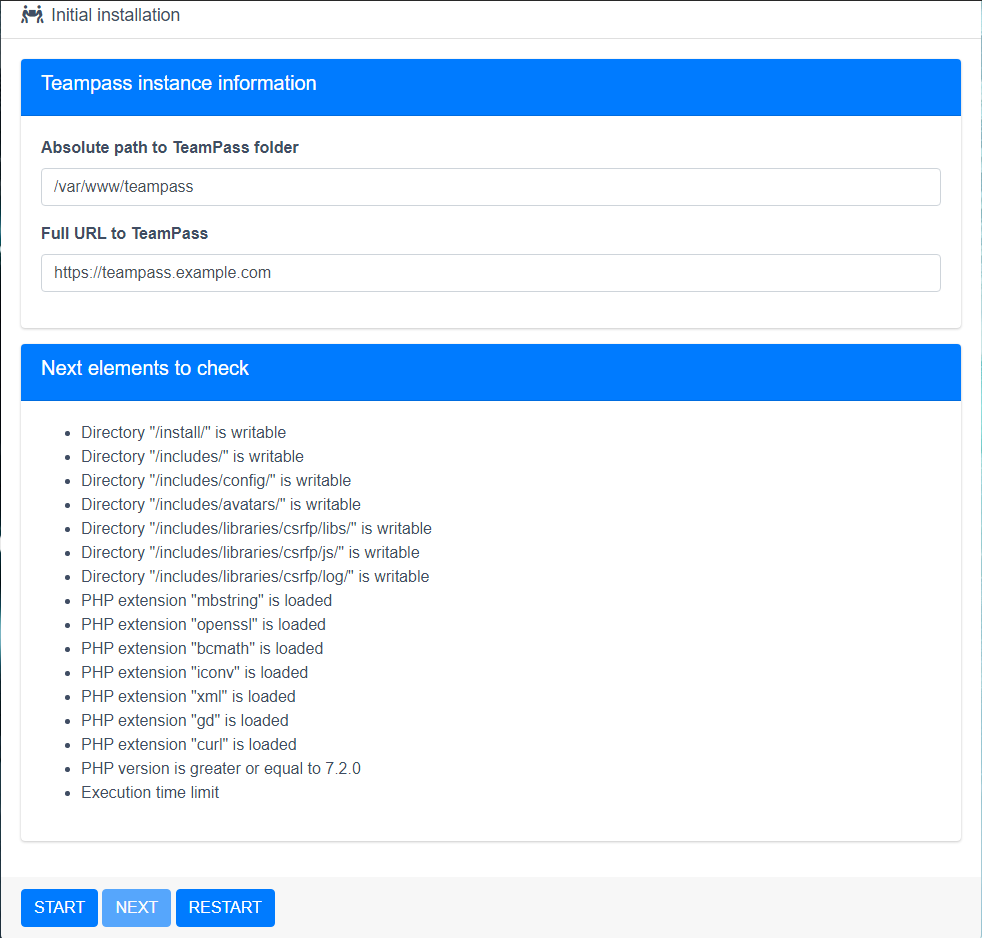 Initial installation
Teampass instance information
Absolute path to TeamPass folder
/var/www/teampass
Full URL to TeamPass
https://teampass.example.com
Next elements to check
Directory "/install/" is writable
Directory "/includes/" is writable
Directory "/includes/config/" is writable
Directory "/includes/avatars/" is writable
Directory "/includes/libraries/csrfp/libs/" is writable
Directory "/includes/libraries/csrfp/js/" is writable
Directory "/includes/libraries/csrfp/log/" is writable
PHP extension "mbstring" is loaded
PHP extension "openssl" is loaded
PHP extension "bcmath" is loaded
PHP extension "iconv" is loaded
PHP extension "xml" is loaded
PHP extension "gd" is loaded
PHP extension "curl" is loaded
PHP version is greater or equal to 7.2.0
Execution time limit
START NEXT RESTART